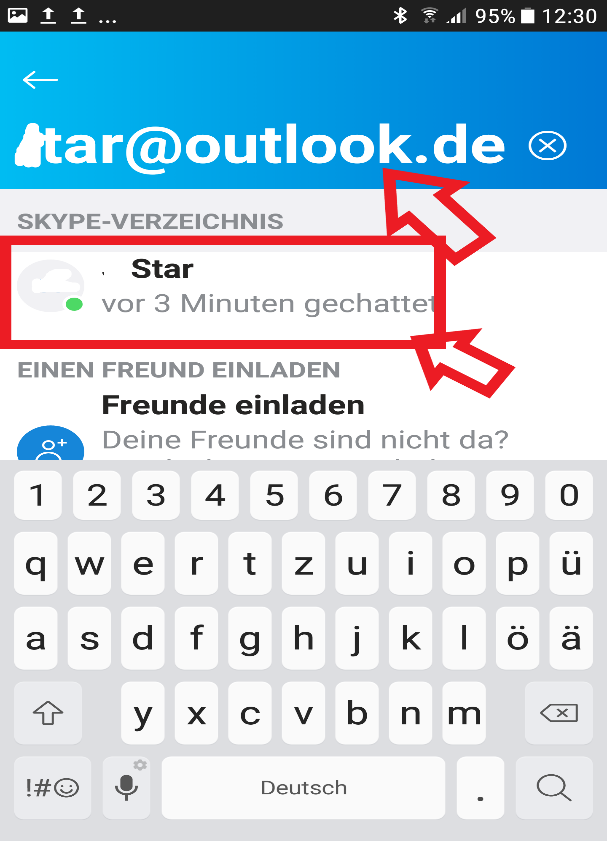 ... 95% 12:30
tar@outlook.de
SKYPE-VERZEICHNIS
Star
vor 3 Minuten gechattet
EINEN FREUND EINLADEN
Freunde einladen
Deine Freunde sind nicht da?
1 2 3 4 5 6 7 8 9 0
q w e r t z u i o p ü
a s d f g h j k l ö ä
y x c v b n m
!#☺ Deutsch .